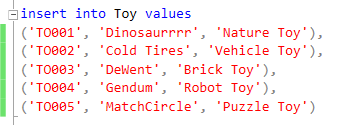 insert into Toy values
('TO001', 'Dinosaurrrr', 'Nature Toy'),
('TO002', 'Cold Tires', 'Vehicle Toy'),
('TO003', 'DeWent', 'Brick Toy'),
('TO004', 'Gendum', 'Robot Toy'),
('TO005', 'MatchCircle', 'Puzzle Toy')